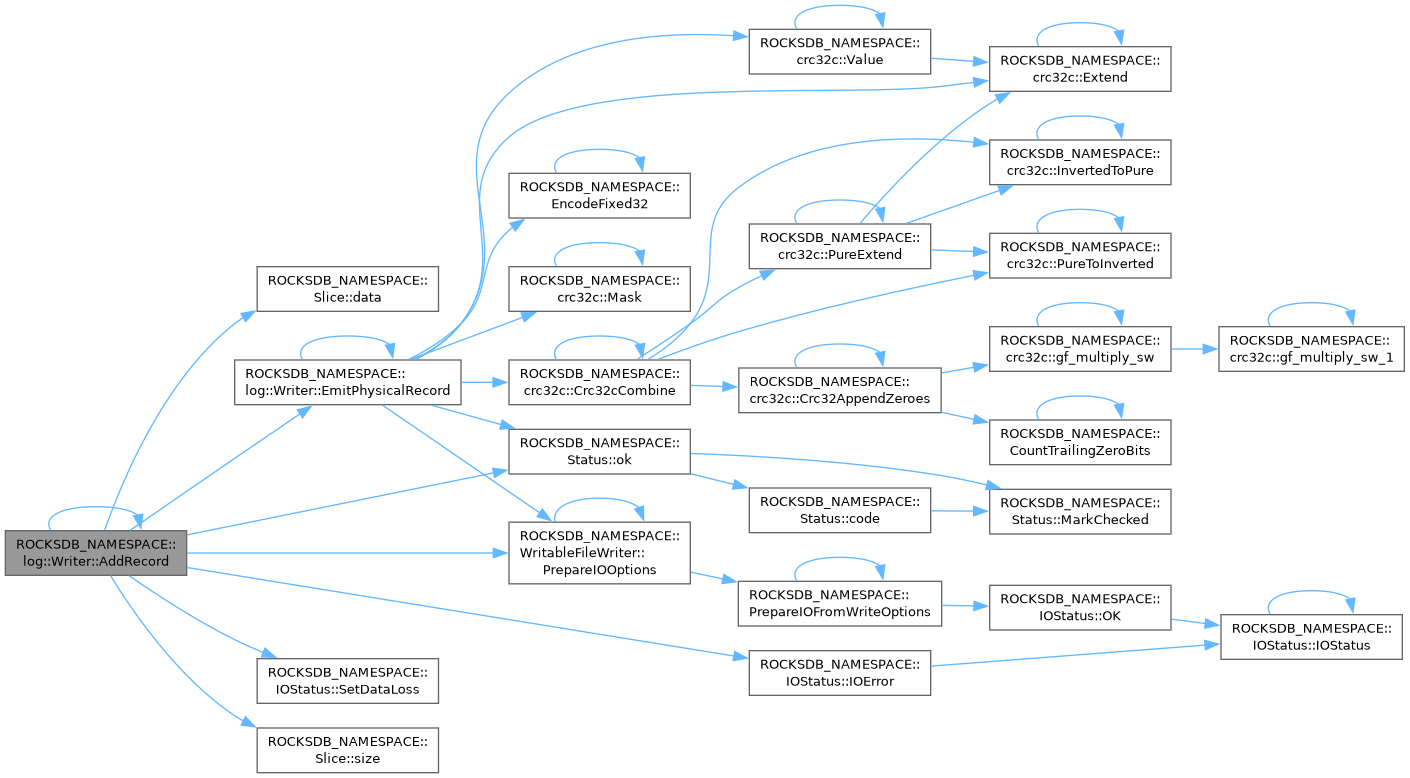 ROCKSDB_NAMESPACE::
log::Writer::AddRecord
ROCKSDB_NAMESPACE::
Slice::data
ROCKSDB_NAMESPACE::
log::Writer::EmitPhysicalRecord
ROCKSDB_NAMESPACE::
IOStatus::SetDataLoss
ROCKSDB_NAMESPACE::
Slice::size
ROCKSDB_NAMESPACE::
EncodeFixed32
ROCKSDB_NAMESPACE::
crc32c::Mask
ROCKSDB_NAMESPACE::
crc32c::Crc32cCombine
ROCKSDB_NAMESPACE::
Status::ok
ROCKSDB_NAMESPACE::
WritableFileWriter::
PrepareIOOptions
ROCKSDB_NAMESPACE::
crc32c::Value
ROCKSDB_NAMESPACE::
crc32c::PureExtend
ROCKSDB_NAMESPACE::
crc32c::Crc32AppendZeroes
ROCKSDB_NAMESPACE::
Status::code
ROCKSDB_NAMESPACE::
PrepareIOFromWriteOptions
ROCKSDB_NAMESPACE::
IOStatus::IOError
ROCKSDB_NAMESPACE::
crc32c::Extend
ROCKSDB_NAMESPACE::
crc32c::InvertedToPure
ROCKSDB_NAMESPACE::
crc32c::PureToInverted
ROCKSDB_NAMESPACE::
crc32c::gf_multiply_sw
ROCKSDB_NAMESPACE::
CountTrailingZeroBits
ROCKSDB_NAMESPACE::
Status::MarkChecked
ROCKSDB_NAMESPACE::
IOStatus::OK
ROCKSDB_NAMESPACE::
crc32c::gf_multiply_sw_1
ROCKSDB_NAMESPACE::
IOStatus::IOStatus